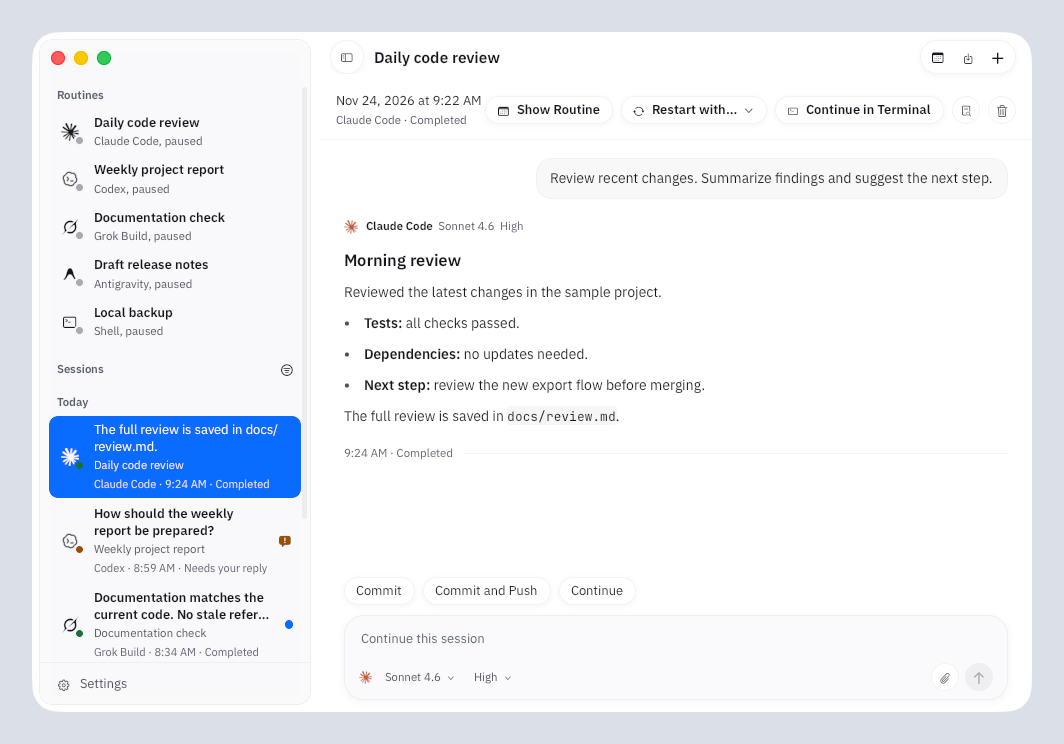 Routines
Daily code review
Claude Code, paused
Weekly project report
Codex, paused
Documentation check
Grok Build, paused
Draft release notes
Antigravity, paused
Local backup
Shell, paused
Sessions
Today
The full review is saved in docs/
review.md.
Daily code review
Claude Code · 9:24 AM · Completed
How should the weekly
report be prepared?
Weekly project report
Codex · 8:59 AM · Needs your reply
Documentation matches the
current code. No stale refer...
Documentation check
Grok Build · 8:34 AM · Completed
Settings
Daily code review
Nov 24, 2026 at 9:22 AM
Claude Code · Completed
Show Routine
Restart with...
Continue in Terminal
Review recent changes. Summarize findings and suggest the next step.
Claude Code Sonnet 4.6 High
Morning review
Reviewed the latest changes in the sample project.
• Tests: all checks passed.
• Dependencies: no updates needed.
• Next step: review the new export flow before merging.
The full review is saved in docs/review.md.
9:24 AM · Completed
Commit
Commit and Push
Continue
Continue this session
Sonnet 4.6
High